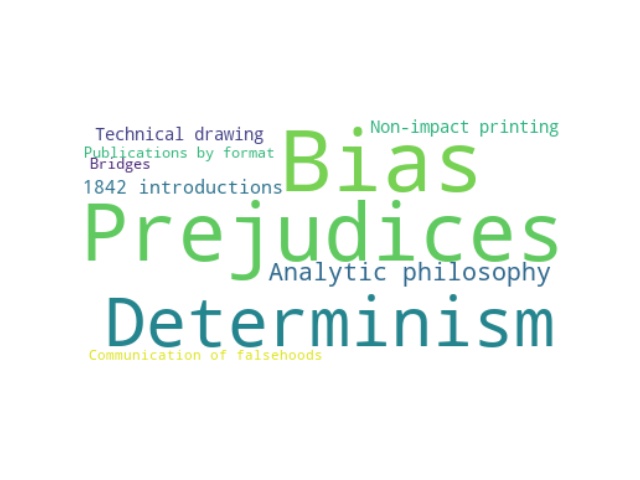 Technical drawing
Non-impact printing
Publications by format
Bridges
Bias
1842 introductions
Prejudices
Analytic philosophy
Determinism
Communication of falsehoods